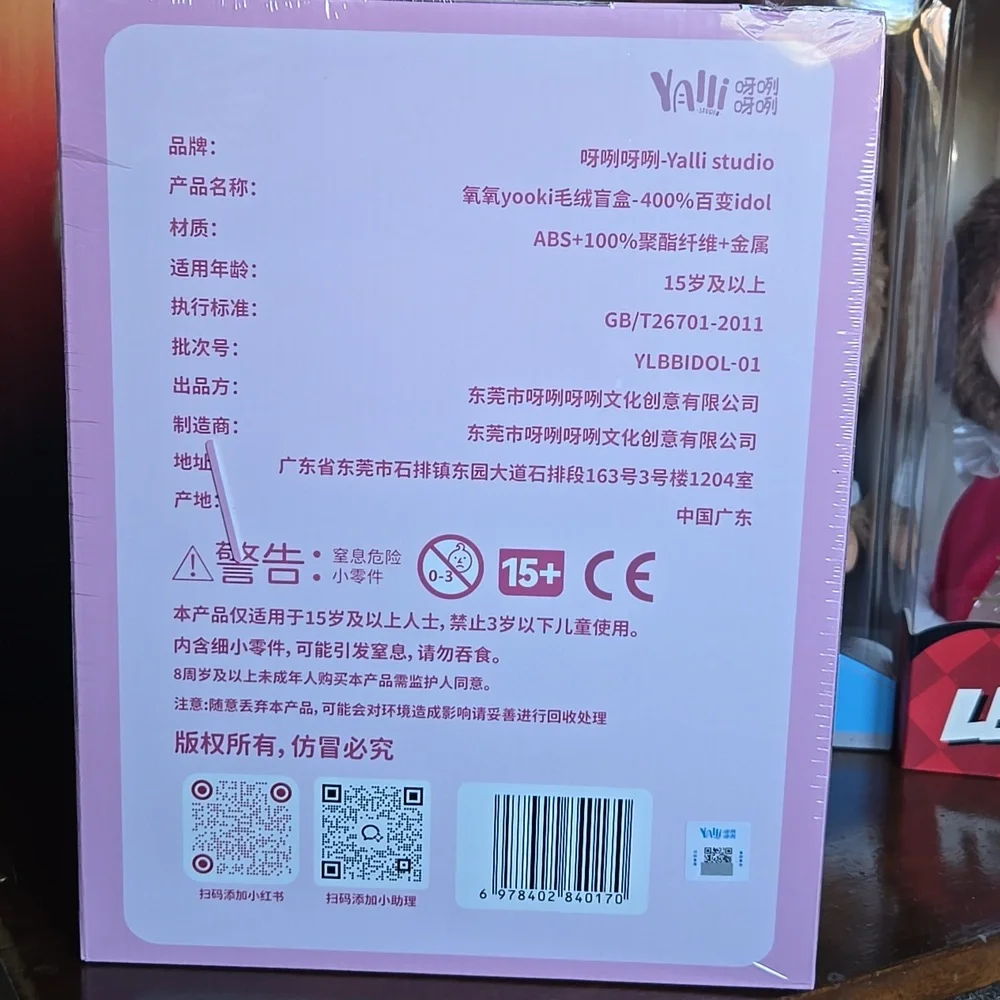 Yalli 呀咧呀咧
品牌： 呀咧呀咧-Yalli studio
产品名称： 氧氧yooki毛绒盲盒-400%百变idol
材质： ABS+100%聚酯纤维+金属
适用年龄： 15岁及以上
执行标准： GB/T26701-2011
批次号： YLBBIDOL-01
出品方： 东莞市呀咧呀咧文化创意有限公司
制造商： 东莞市呀咧呀咧文化创意有限公司
地址 广东省东莞市石排镇东园大道石排段163号3号楼1204室
产地： 中国广东
警告： 窒息危险
小零件
0-3 15+ CE
本产品仅适用于15岁及以上人士，禁止3岁以下儿童使用。
内含细小零件，可能引发窒息，请勿吞食。
8周岁及以上未成年人购买本产品需监护人同意。
注意:随意丢弃本产品，可能会对环境造成影响请妥善进行回收处理
版权所有，仿冒必究
扫码添加小红书 扫码添加小助理
6 978402 840170
Yalli